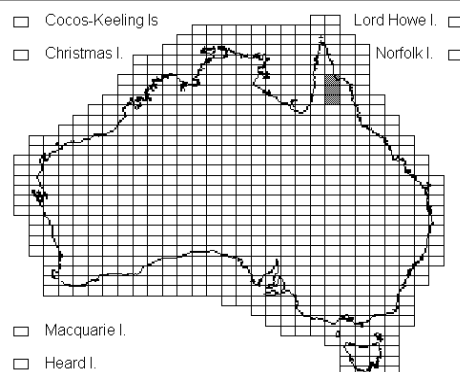 Cocos-Keeling Is
Lord Howe I.
Christmas I.
Norfolk I.
Macquarie I.
Heard I.